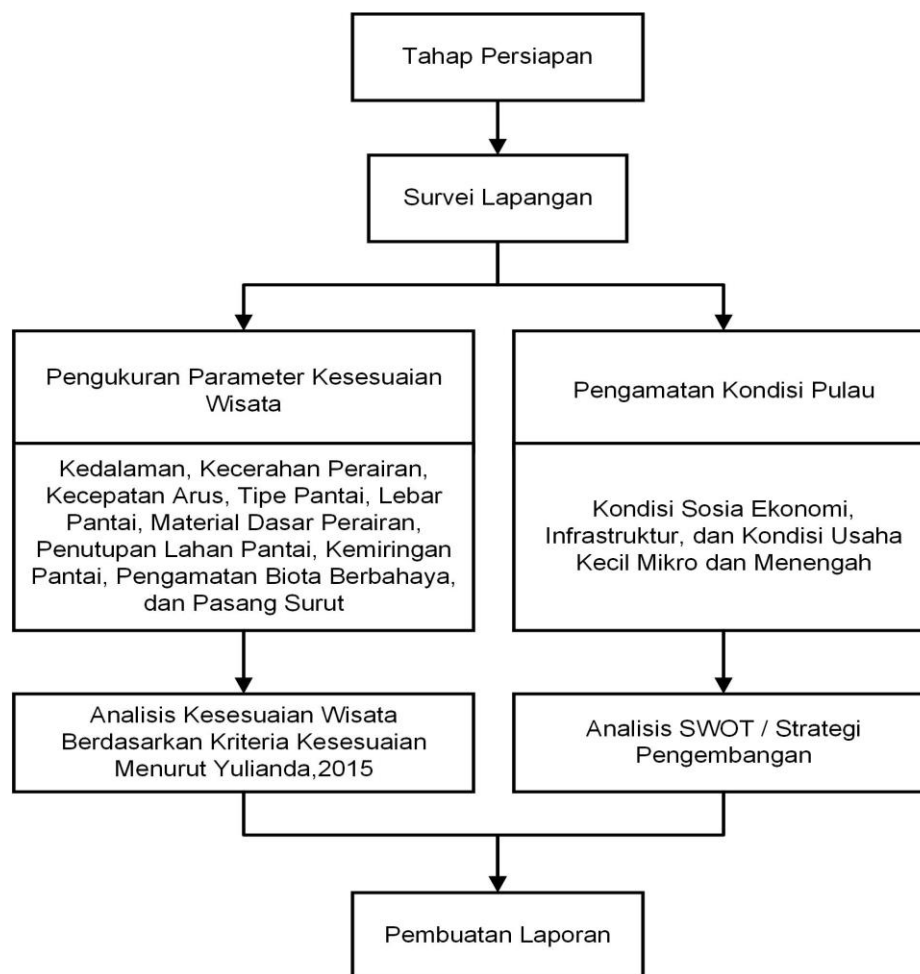 Tahap Persiapan
Survei Lapangan
Pengukuran Parameter Kesesuaian
Wisata
Kedalaman, Kecerahan Perairan,
Kecepatan Arus, Tipe Pantai, Lebar
Pantai, Material Dasar Perairan,
Penutupan Lahan Pantai, Kemiringan
Pantai, Pengamatan Biota Berbahaya,
dan Pasang Surut
Analisis Kesesuaian Wisata
Berdasarkan Kriteria Kesesuaian
Menurut Yulianda,2015
Pengamatan Kondisi Pulau
Kondisi Sosia Ekonomi,
Infrastruktur, dan Kondisi Usaha
Kecil Mikro dan Menengah
Analisis SWOT / Strategi
Pengembangan
Pembuatan Laporan